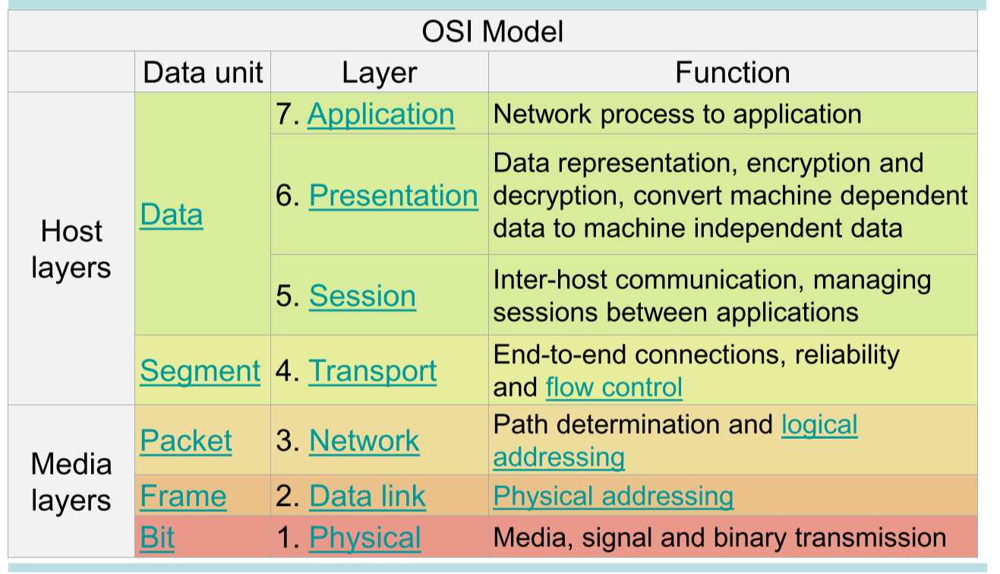 OSI Model
Data unit Layer Function
Host
layers
Data
7. Application
Network process to application
6. Presentation
Data representation, encryption and
decryption, convert machine dependent
data to machine independent data
5. Session
Inter-host communication, managing
sessions between applications
Segment
4. Transport
End-to-end connections, reliability
and flow control
Media
layers
Packet
3. Network
Path determination and logical
addressing
Frame
2. Data link
Physical addressing
Bit
1. Physical
Media, signal and binary transmission